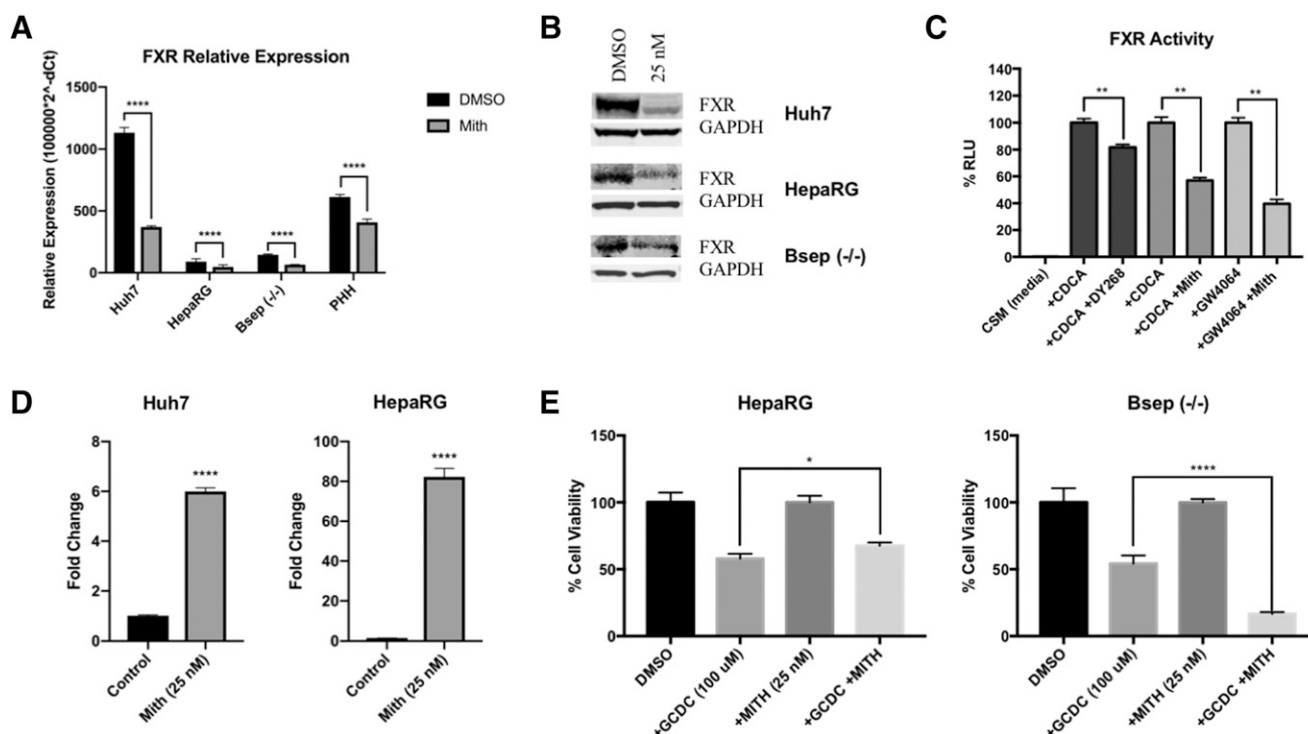 A
FXR Relative Expression
Relative Expression (100000*2^-dCt)
1500
1000
500
0
****
****
****
****
DMSO
Mith
Huh7
HepaRG
Bsep (-/-)
PHH
B
DMSO
25 nM
FXR
GAPDH
Huh7
FXR
GAPDH
HepaRG
FXR
GAPDH
Bsep (-/-)
C
FXR Activity
% RLU
140
120
100
80
60
40
20
0
**
**
**
CSM (media)
+CDCA
+CDCA +DY268
+CDCA
+CDCA +Mith
+GW4064
+GW4064 +Mith
D
Huh7
Fold Change
8
6
4
2
0
****
Control
Mith (25 nM)
HepaRG
Fold Change
100
80
60
40
20
0
****
Control
Mith (25 nM)
E
HepaRG
% Cell Viability
150
100
50
0
*
DMSO
+GCDC (100 uM)
+MITH (25 nM)
+GCDC +MITH
Bsep (-/-)
% Cell Viability
150
100
50
0
****
DMSO
+GCDC (100 uM)
+MITH (25 nM)
+GCDC +MITH